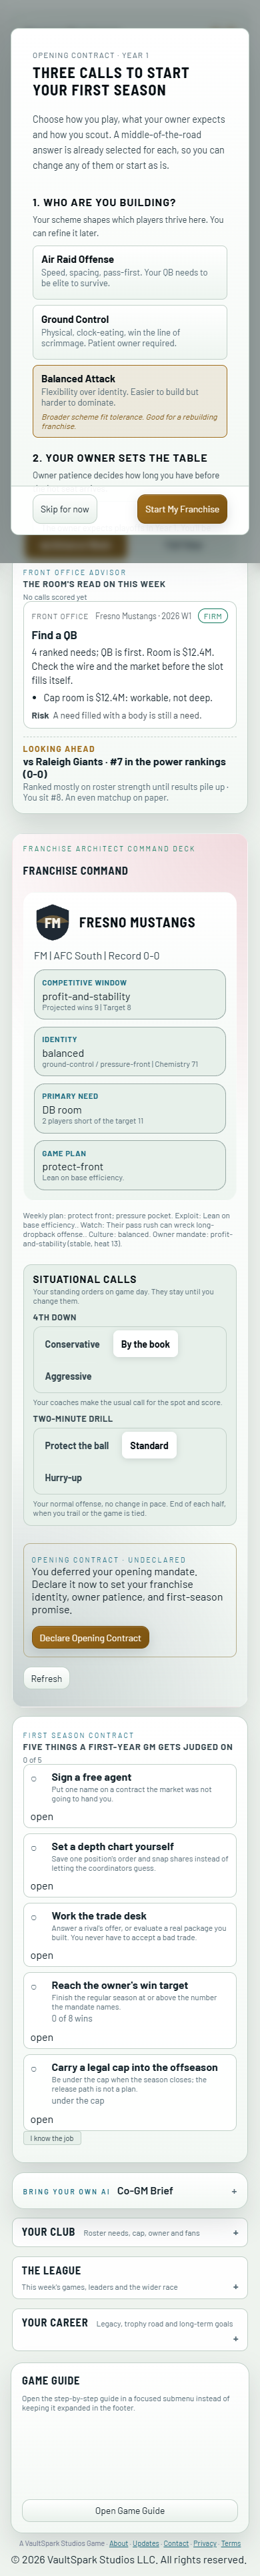 OPENING CONTRACT · YEAR 1
THREE CALLS TO START
YOUR FIRST SEASON
Choose how you play, what your owner expects
and how you scout. A middle-of-the-road
answer is already selected for each, so you can
change any of them or start as is.
1. WHO ARE YOU BUILDING?
Your scheme shapes which players thrive here. You
can refine it later.
Air Raid Offense
Speed, spacing, pass-first. Your QB needs to
be elite to survive.
Ground Control
Physical, clock-eating, win the line of
scrimmage. Patient owner required.
Balanced Attack
Flexibility over identity. Easier to build but
harder to dominate.
Broader scheme fit tolerance. Good for a rebuilding
franchise.
2. YOUR OWNER SETS THE TABLE
Owner patience decides how long you have before
Skip for now
Start My Franchise
FRONT OFFICE ADVISOR
THE ROOM'S READ ON THIS WEEK
No calls scored yet
FRONT OFFICE Fresno Mustangs · 2026 W1 FIRM
Find a QB
4 ranked needs; QB is first. Room is $12.4M.
Check the wire and the market before the slot
fills itself.
• Cap room is $12.4M: workable, not deep.
Risk A need filled with a body is still a need.
LOOKING AHEAD
vs Raleigh Giants · #7 in the power rankings
(0-0)
Ranked mostly on roster strength until results pile up ·
You sit #8. An even matchup on paper.
FRANCHISE ARCHITECT COMMAND DECK
FRANCHISE COMMAND
FM FRESNO MUSTANGS
FM | AFC South | Record 0-0
COMPETITIVE WINDOW
profit-and-stability
Projected wins 9 | Target 8
IDENTITY
balanced
ground-control / pressure-front | Chemistry 71
PRIMARY NEED
DB room
2 players short of the target 11
GAME PLAN
protect-front
Lean on base efficiency.
Weekly plan: protect front; pressure pocket. Exploit: Lean on
base efficiency.. Watch: Their pass rush can wreck long-
dropback offense.. Culture: balanced. Owner mandate: profit-
and-stability (stable, heat 13).
SITUATIONAL CALLS
Your standing orders on game day. They stay until you
change them.
4TH DOWN
Conservative By the book
Aggressive
Your coaches make the usual call for the spot and score.
TWO-MINUTE DRILL
Protect the ball Standard
Hurry-up
Your normal offense, no change in pace. End of each half,
when you trail or the game is tied.
OPENING CONTRACT · UNDECLARED
You deferred your opening mandate.
Declare it now to set your franchise
identity, owner patience, and first-season
promise.
Declare Opening Contract
Refresh
FIRST SEASON CONTRACT
FIVE THINGS A FIRST-YEAR GM GETS JUDGED ON
0 of 5
Sign a free agent
Put one name on a contract the market was not
going to hand you.
open
Set a depth chart yourself
Save one position's order and snap shares instead of
letting the coordinators guess.
open
Work the trade desk
Answer a rival's offer, or evaluate a real package you
built. You never have to accept a bad trade.
open
Reach the owner's win target
Finish the regular season at or above the number
the mandate names.
0 of 8 wins
open
Carry a legal cap into the offseason
Be under the cap when the season closes; the
release path is not a plan.
under the cap
open
I know the job
BRING YOUR OWN AI Co-GM Brief +
YOUR CLUB Roster needs, cap, owner and fans +
THE LEAGUE
This week's games, leaders and the wider race +
YOUR CAREER Legacy, trophy road and long-term goals
+
GAME GUIDE
Open the step-by-step guide in a focused submenu instead of
keeping it expanded in the footer.
Open Game Guide
A VaultSpark Studios Game · About · Updates · Contact · Privacy · Terms
© 2026 VaultSpark Studios LLC. All rights reserved.